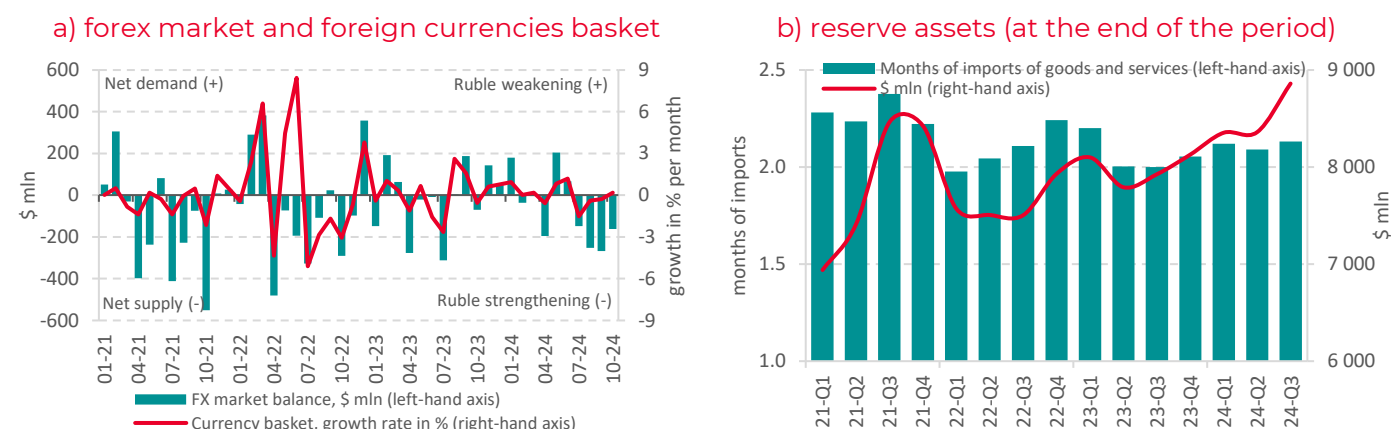 a) forex market and foreign currencies basket
600
400
200
0
-200
-400
-600
$ mln
Net demand (+)
Ruble weakening (+)
Net supply (-)
Ruble strengthening (-)
9
6
3
0
-3
-6
-9
growth in % per month
01-21
04-21
07-21
10-21
01-22
04-22
07-22
10-22
01-23
04-23
07-23
10-23
01-24
04-24
07-24
10-24
FX market balance, $ mln (left-hand axis)
Currency basket, growth rate in % (right-hand axis)
b) reserve assets (at the end of the period)
2.5
2.0
1.5
1.0
months of imports
Months of imports of goods and services (left-hand axis)
$ mln (right-hand axis)
9 000
8 000
7 000
6 000
$ mln
21-Q1
21-Q2
21-Q3
21-Q4
22-Q1
22-Q2
22-Q3
22-Q4
23-Q1
23-Q2
23-Q3
23-Q4
24-Q1
24-Q2
24-Q3